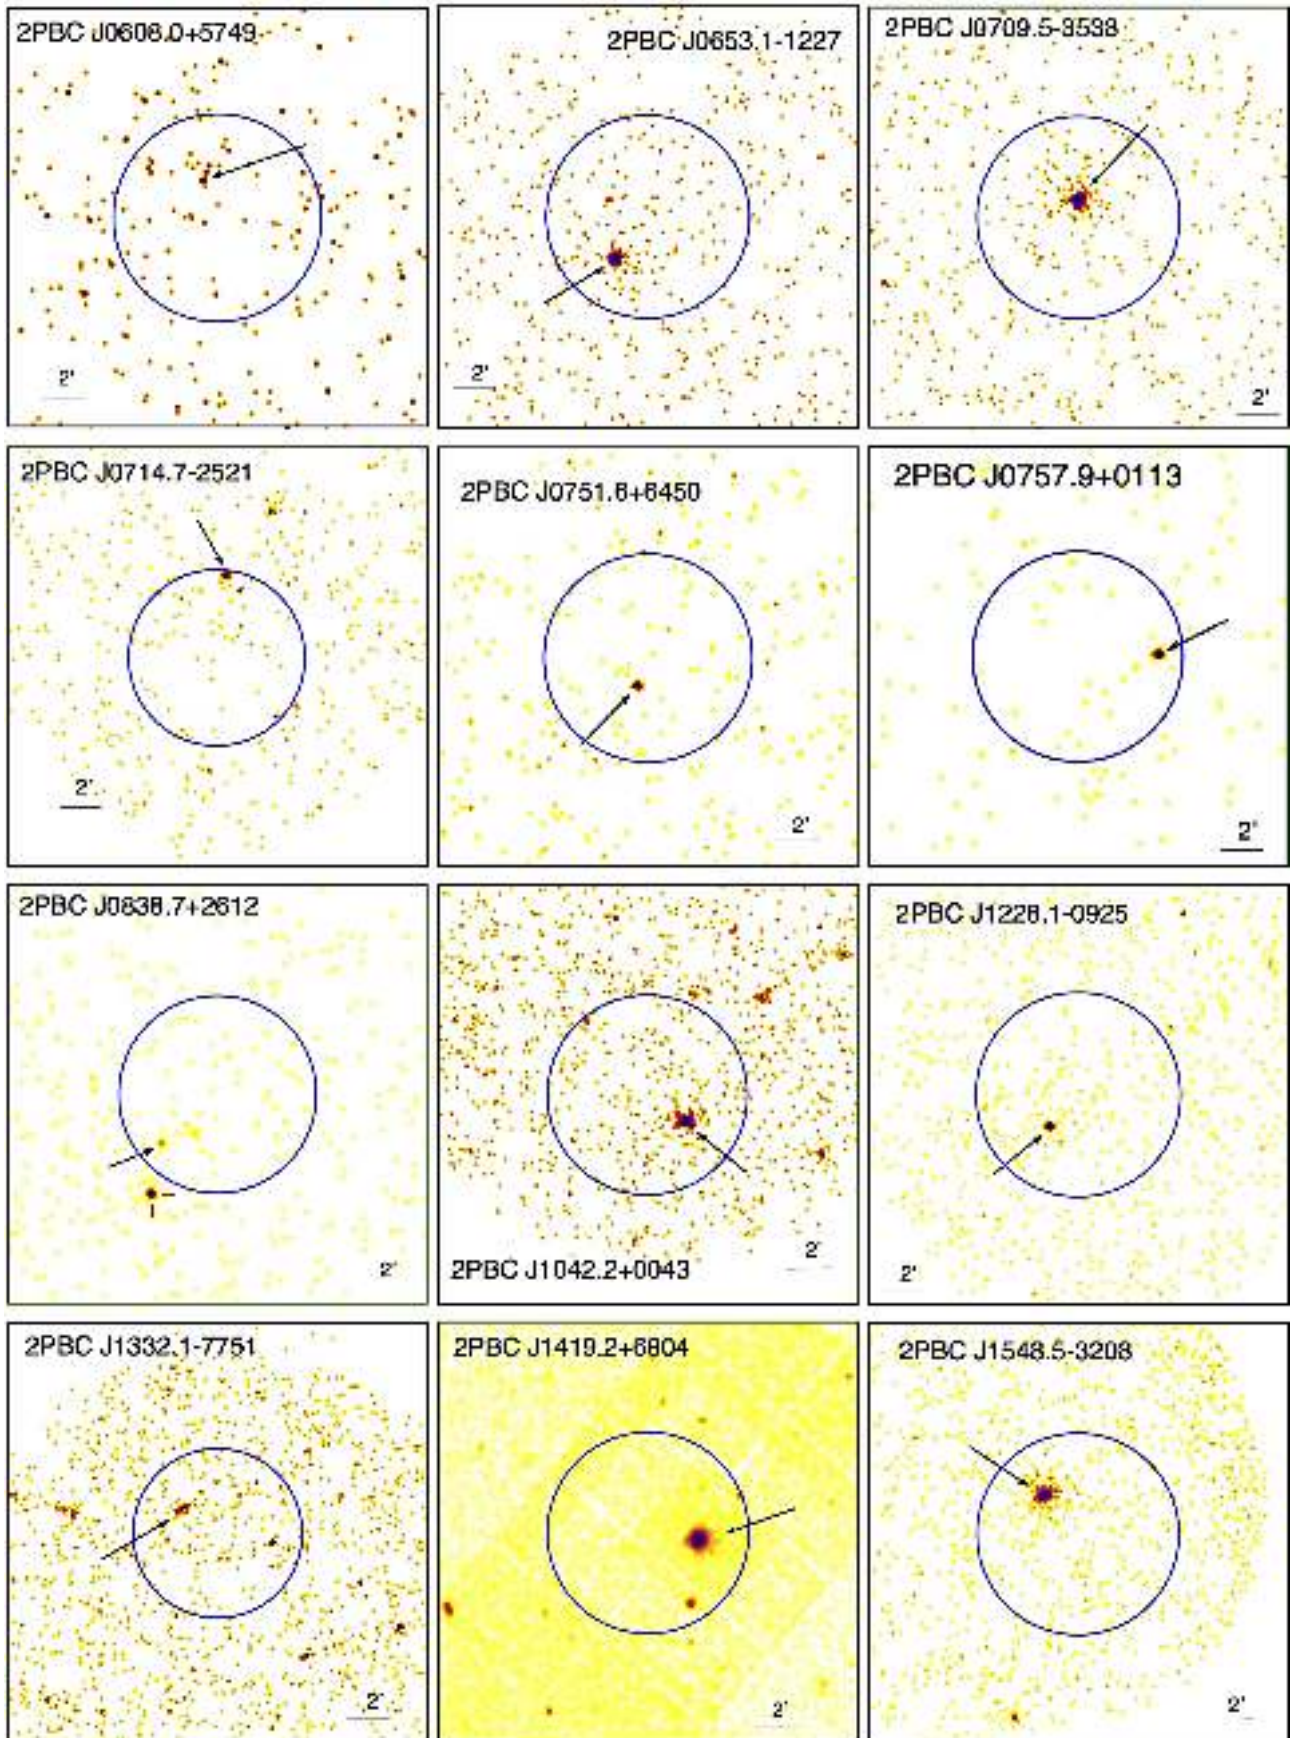 2PBC J0608.0+5749
2PBC J0653.1-1227
2PBC J0709.5-3538
2'
2'
2'
2PBC J0714.7-2521
2PBC J0751.6+6450
2PBC J0757.9+0113
2'
2'
2'
2PBC J0838.7+2612
2PBC J1228.1-0925
2PBC J1042.2+0043
2'
2'
2'
2PBC J1332.1-7751
2PBC J1419.2+6804
2PBC J1548.5-3208
2'
2'
2'